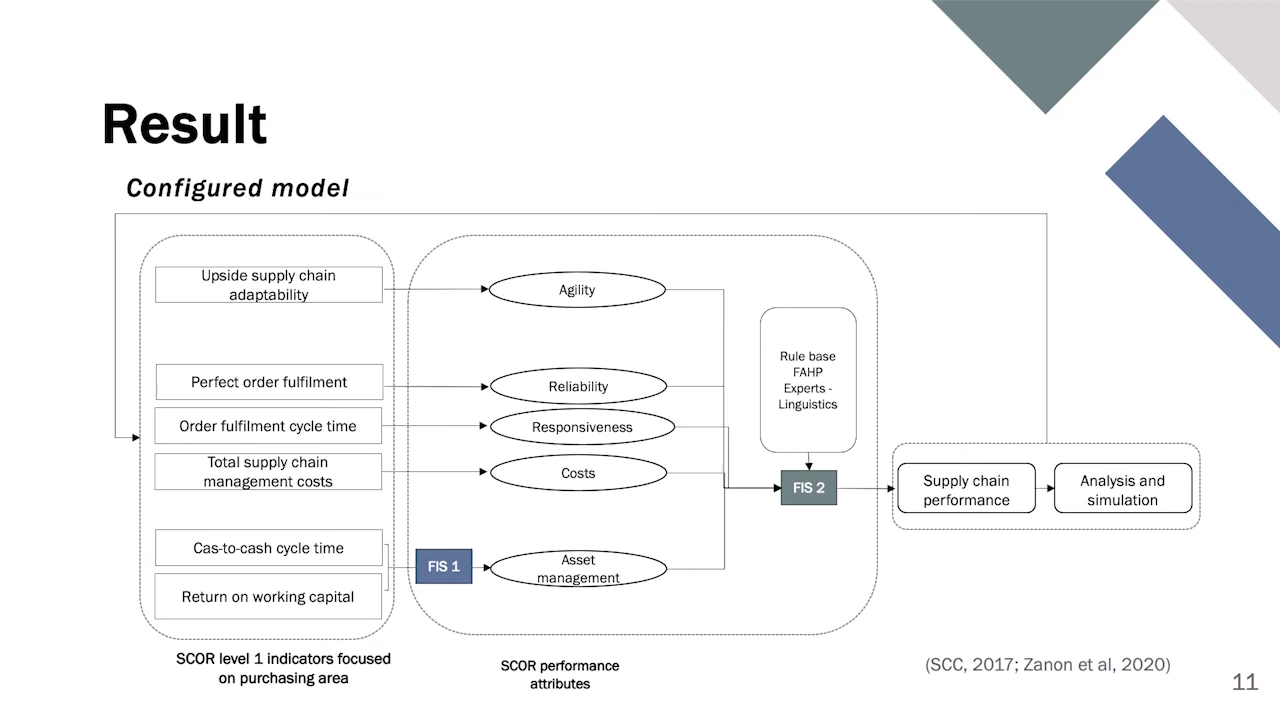 Result
Configured model
Upside supply chain
adaptability
Agility
Rule base
FAHP
Experts -
Linguistics
Perfect order fulfilment
Reliability
Order fulfilment cycle time
Responsiveness
Total supply chain
management costs
Costs
FIS 2
Supply chain
performance
Analysis and
simulation
Cas-to-cash cycle time
Return on working capital
FIS 1
Asset
management
SCOR level 1 indicators focused
on purchasing area
SCOR performance
attributes
(SCC, 2017; Zanon et al, 2020)
11